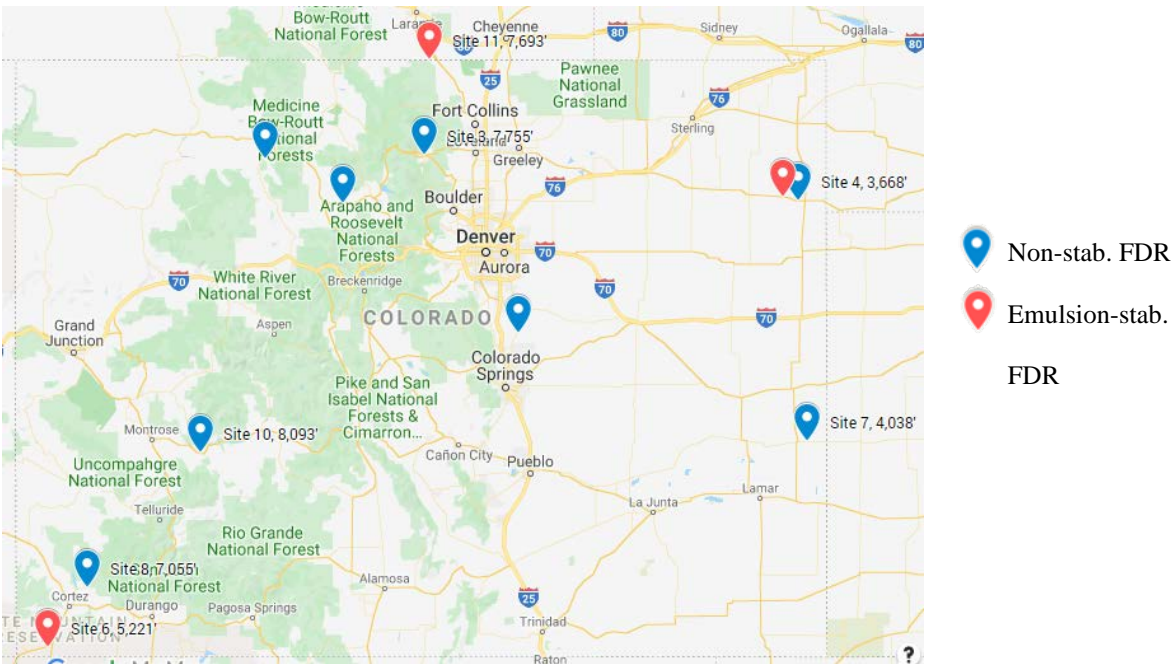 Bow-Routt
National Forest
Cheyenne
80
Sidney
Ogallala
80
Site 11, 7,693'
25
Pawnee
National
Grassland
76
Medicine
Bow-Routt
National
Forests
Fort Collins
Sterling
Site 3, 7,755'
Greeley
76
Site 4, 3,668'
Boulder
Arapaho and
Roosevelt
National
Forests
Denver
70
Aurora
White River
National Forest
70
Breckenridge
70
Grand
Junction
Aspen
COLORADO
70
Colorado
Springs
Pike and San
Isabel National
Forests &
Cimarron...
Montrose
Site 10, 8,093'
Site 7, 4,038'
Cañon City
Pueblo
Uncompahgre
National Forest
Lamar
La Junta
Telluride
Rio Grande
National Forest
Site 8, 7,055'
National Forest
Alamosa
Cortez
Durango
Pagosa Springs
25
Site 6, 5,221'
Trinidad
Raton
?
Non-stab. FDR
Emulsion-stab.
FDR